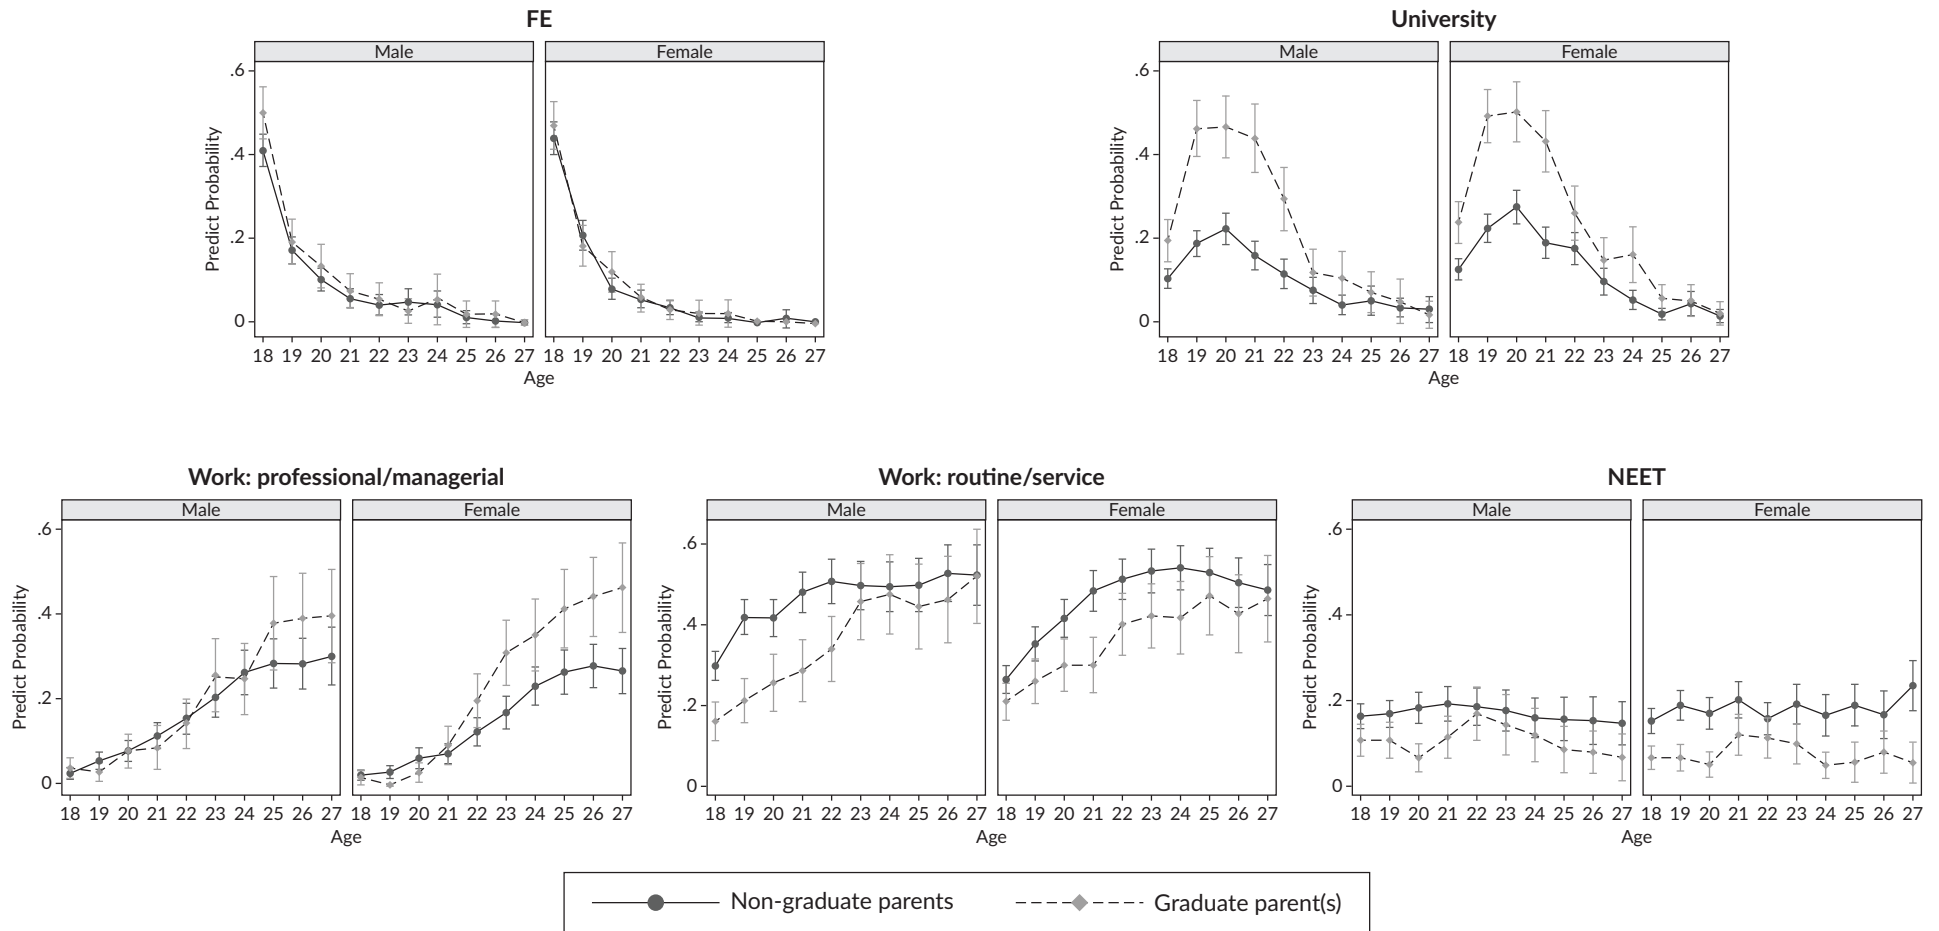 FE
University
Male Female
Male Female
.6
.4
.2
0
Predict Probability
18 19 20 21 22 23 24 25 26 27
18 19 20 21 22 23 24 25 26 27
Age
.6
.4
.2
0
Predict Probability
18 19 20 21 22 23 24 25 26 27
18 19 20 21 22 23 24 25 26 27
Age
Work: professional/managerial
Work: routine/service
NEET
Male Female
Male Female
Male Female
.6
.4
.2
0
Predict Probability
18 19 20 21 22 23 24 25 26 27
18 19 20 21 22 23 24 25 26 27
Age
.6
.4
.2
0
Predict Probability
18 19 20 21 22 23 24 25 26 27
18 19 20 21 22 23 24 25 26 27
Age
.6
.4
.2
0
Predict Probability
18 19 20 21 22 23 24 25 26 27
18 19 20 21 22 23 24 25 26 27
Age
Non-graduate parents
Graduate parent(s)